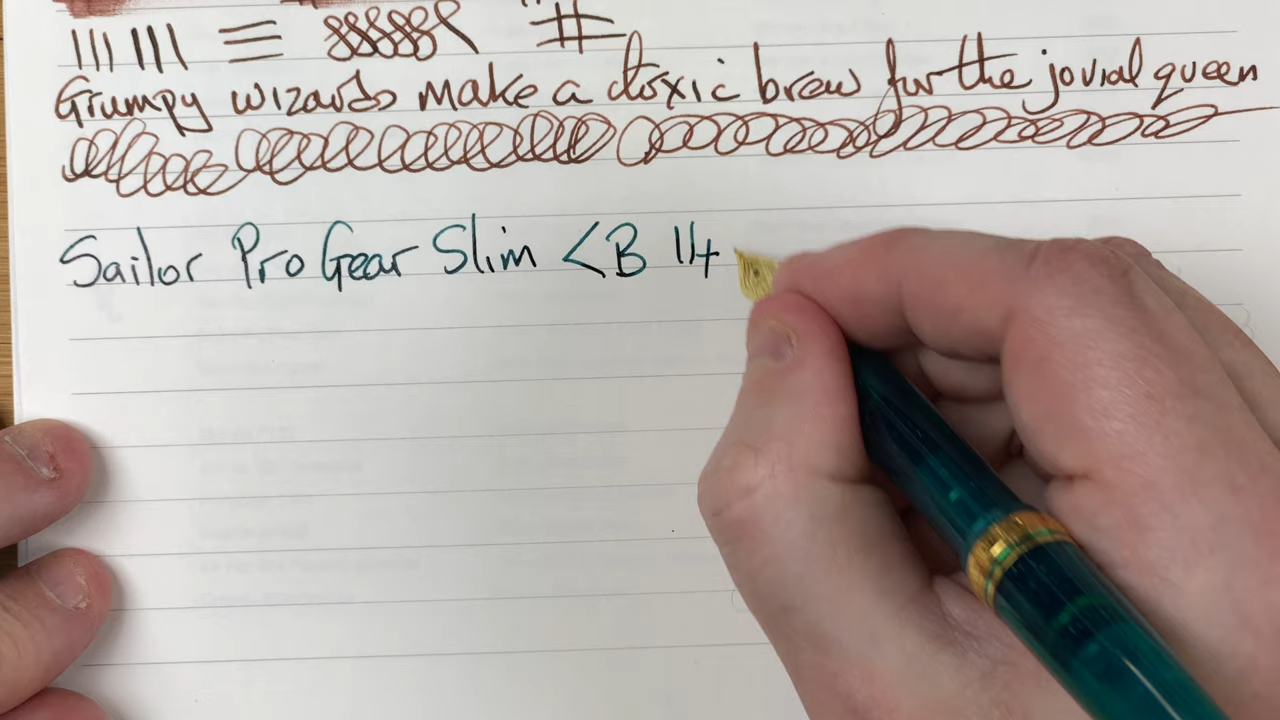 Grumpy wizards make a toxic brew for the jovial queen
Sailor Pro Gear Slim <B 14